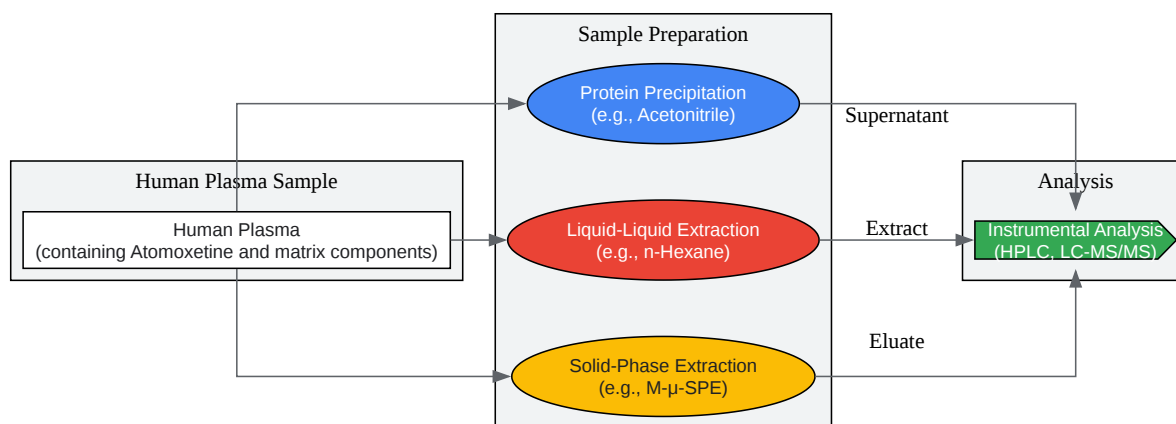 Sample Preparation
Protein Precipitation
(e.g., Acetonitrile)
Supernatant
Human Plasma Sample
Human Plasma
(containing Atomoxetine and matrix components)
Liquid-Liquid Extraction
(e.g., n-Hexane)
Extract
Analysis
Instrumental Analysis
(HPLC, LC-MS/MS)
Solid-Phase Extraction
(e.g., M-μ-SPE)
Eluate